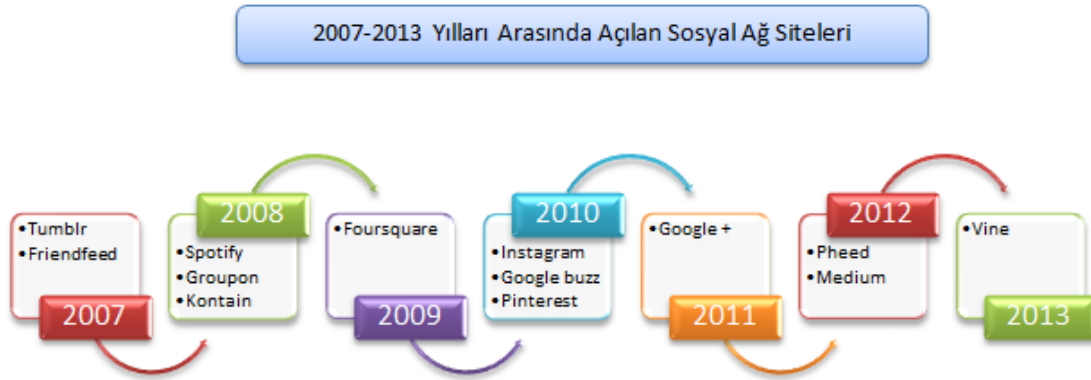 2007-2013 Yılları Arasında Açılan Sosyal Ağ Siteleri
•Tumblr
•Friendfeed
2007
2008
•Spotify
•Groupon
•Kontain
•Foursquare
2009
2010
•Instagram
•Google buzz
•Pinterest
•Google +
2011
2012
•Pheed
•Medium
•Vine
2013